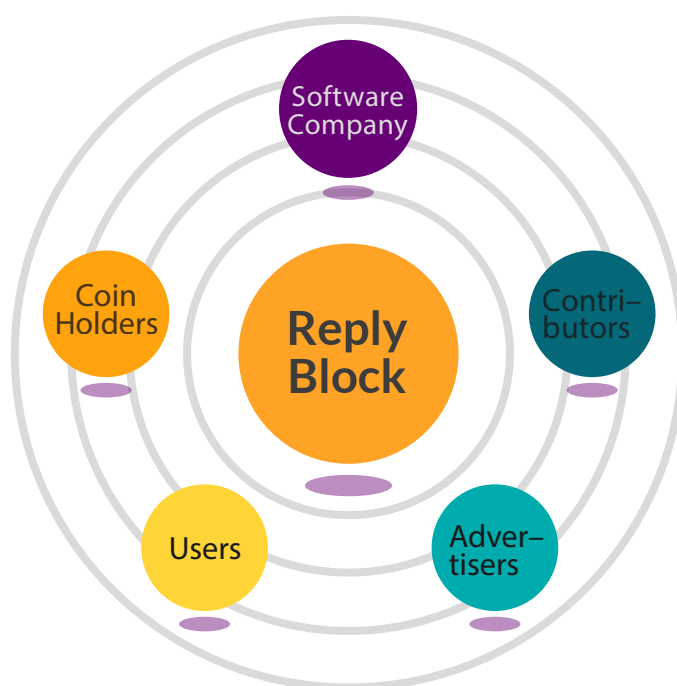 Software
Company
Coin
Holders
Contri–
butors
Reply
Block
Users
Adver–
tisers